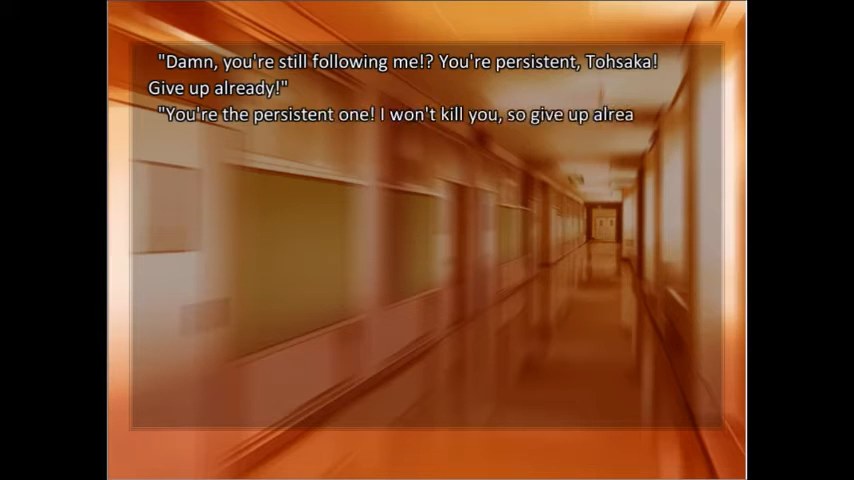 "Damn, you're still following me!? You're persistent, Tohsaka!
Give up already!"
"You're the persistent one! I won't kill you, so give up alrea